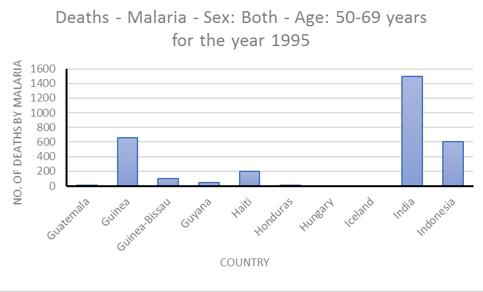 Deaths - Malaria - Sex: Both - Age: 50-69 years
for the year 1995
NO. OF DEATHS BY MALARIA
1600
1400
1200
1000
800
600
400
200
0
Guatemala
Guinea
Guinea-Bissau
Guyana
Haiti
Honduras
Hungary
Iceland
India
Indonesia
COUNTRY